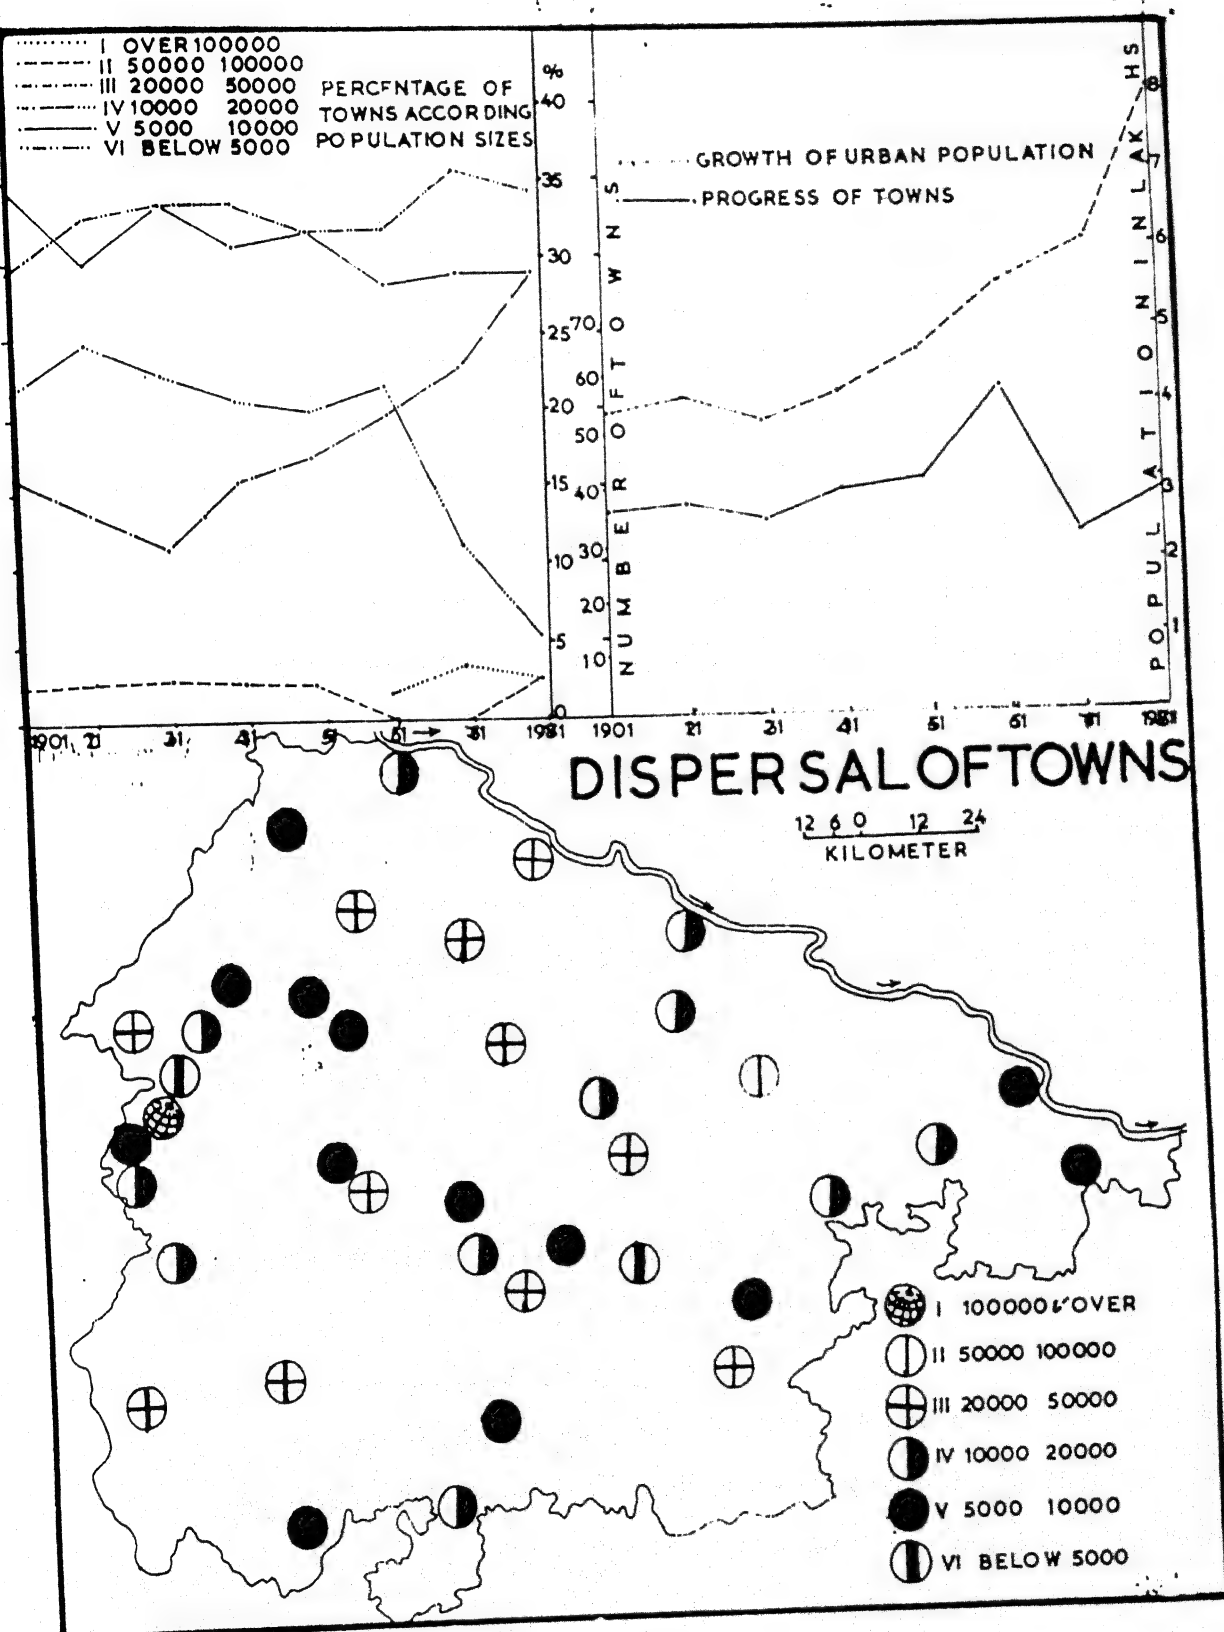 I OVER 100000
II 50000 100000
III 20000 50000
IV 10000 20000
V 5000 10000
VI BELOW 5000
PERCENTAGE OF
TOWNS ACCORDING
POPULATION SIZES
%
40
35
30
25
20
15
10
5
0
GROWTH OF URBAN POPULATION
PROGRESS OF TOWNS
NUMBER OF TOWNS
70
60
50
40
30
20
10
POPULATION IN LAKHS
8
7
6
5
4
3
2
1
1901 21 31 41 51 61 81 1981
1901 21 31 41 51 61 81 1981
DISPERSAL OF TOWNS
12 6 0 12 24
KILOMETER
I 100000 & OVER
II 50000 100000
III 20000 50000
IV 10000 20000
V 5000 10000
VI BELOW 5000